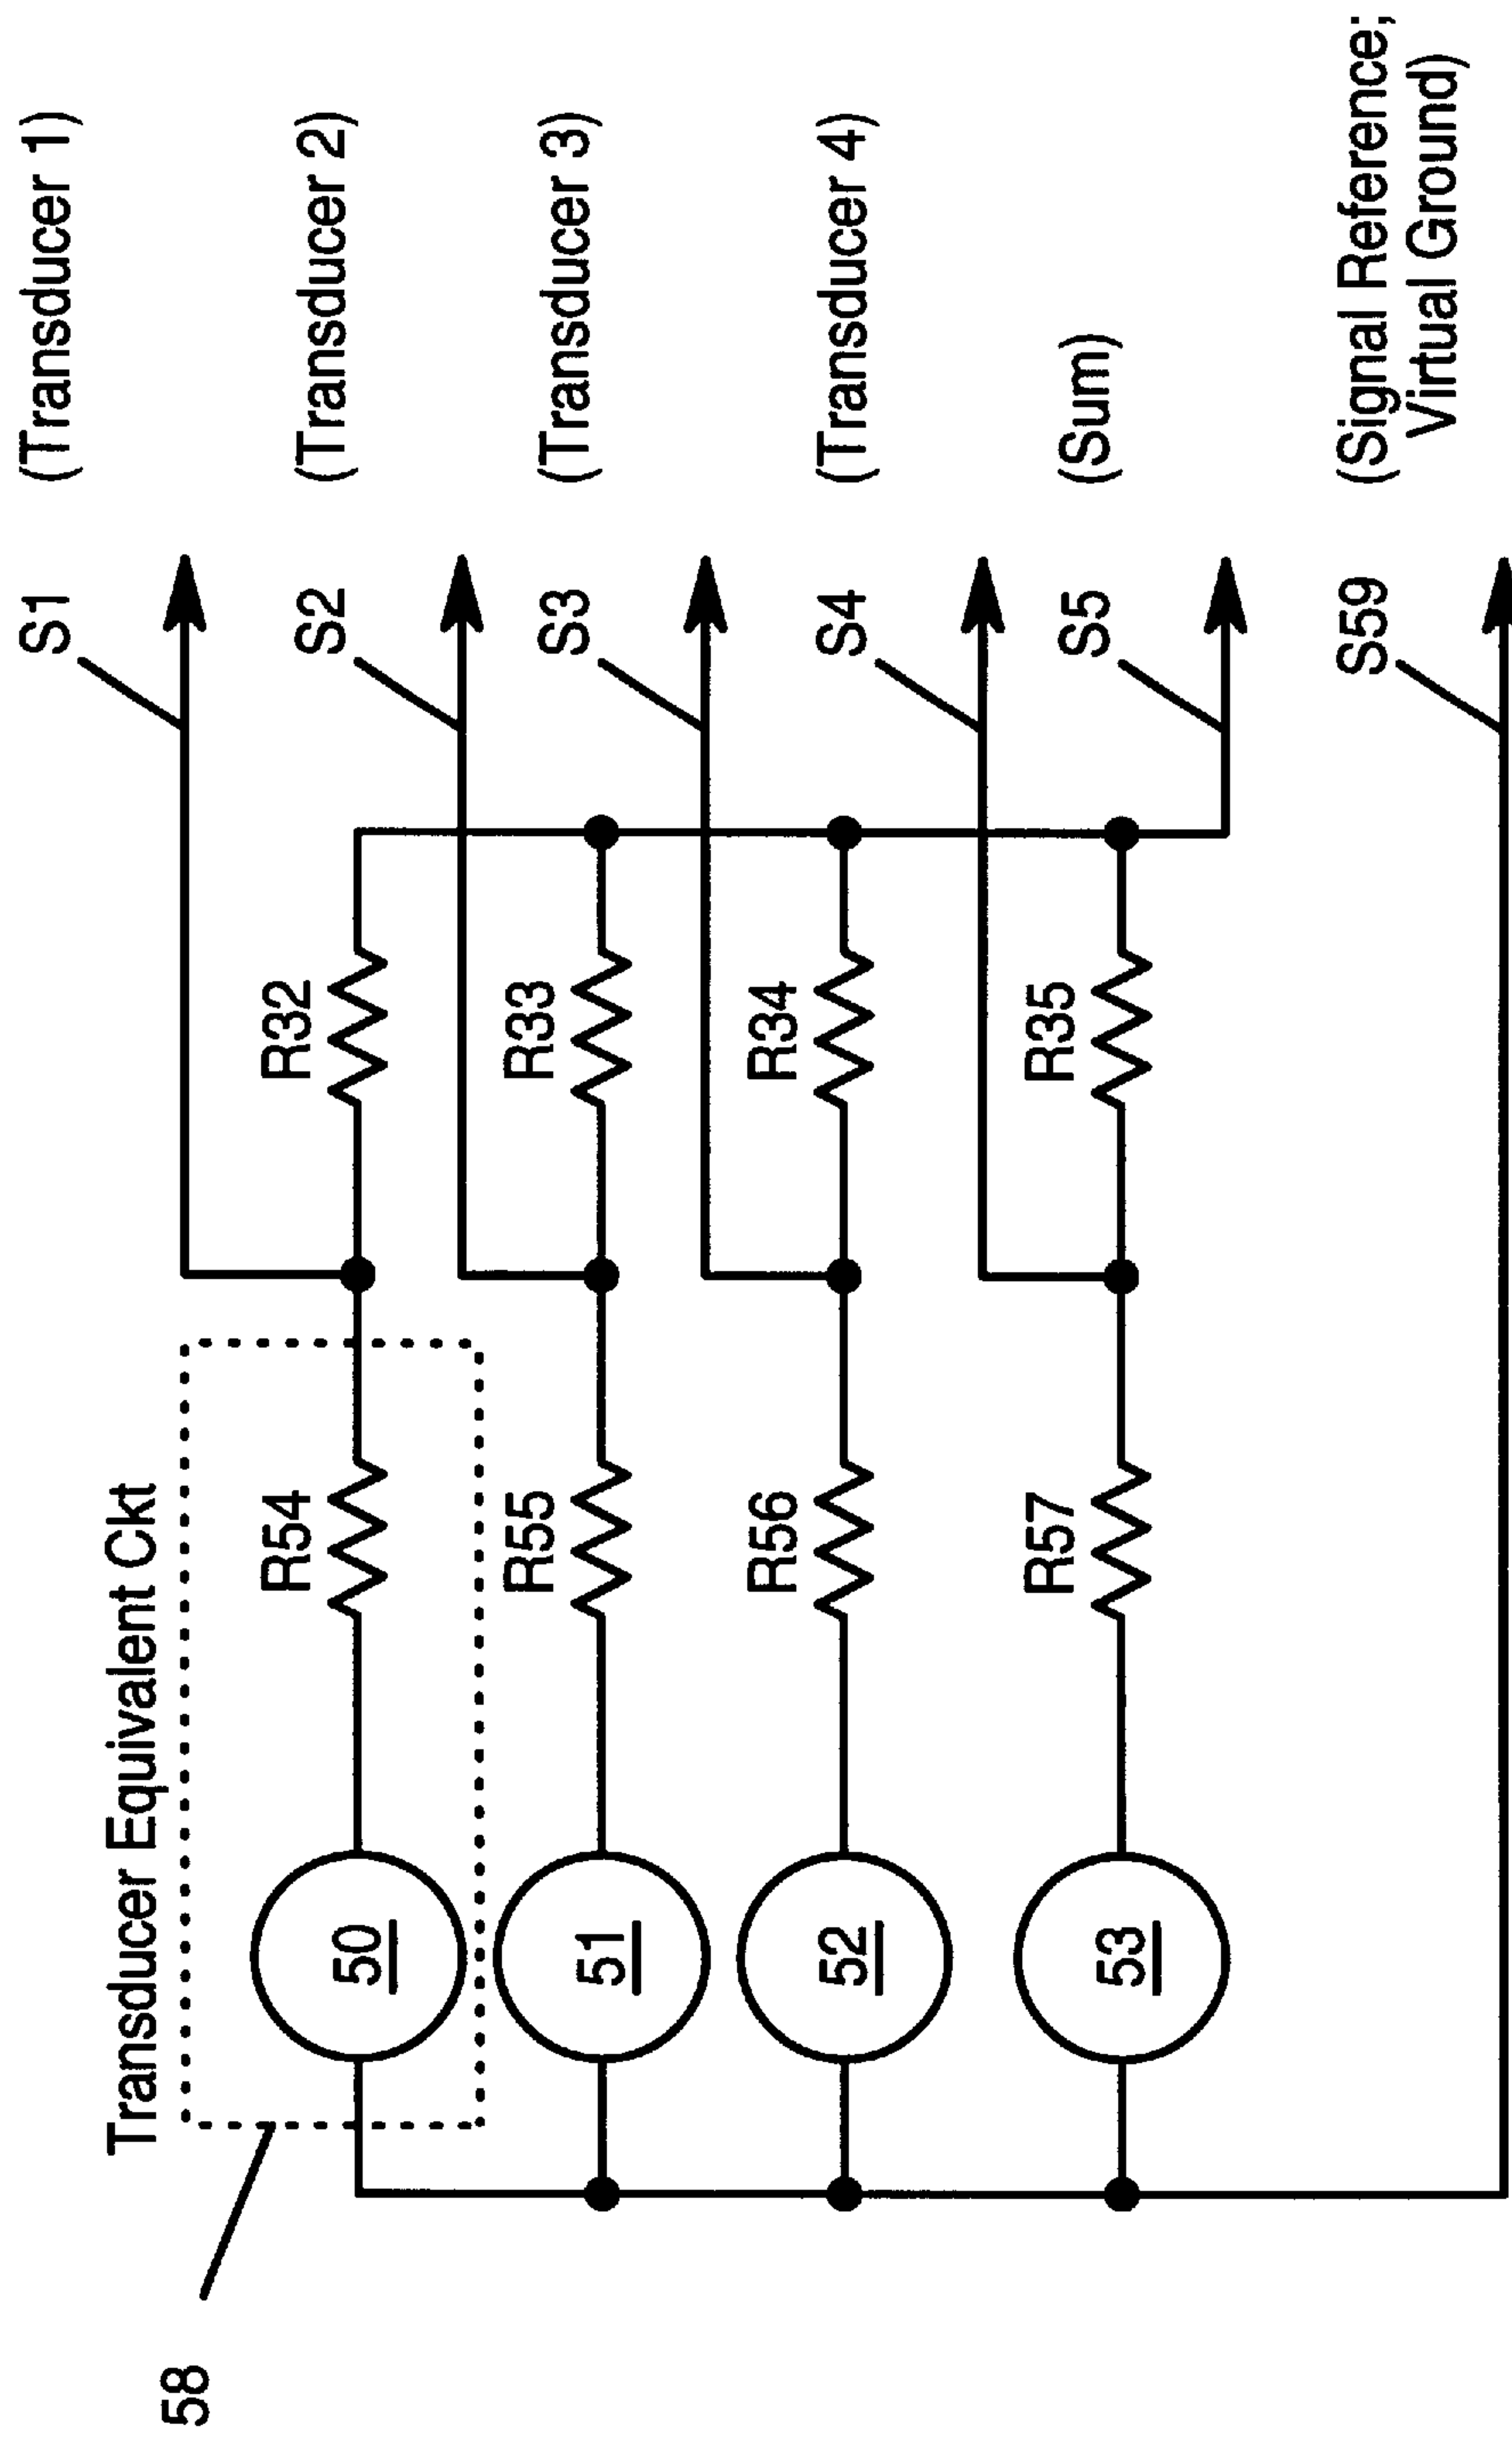 Transducer Equivalent Ckt
58
50
R54
R32
S1
(Transducer 1)
51
R55
R33
S2
(Transducer 2)
52
R56
R34
S3
(Transducer 3)
53
R57
R35
S4
(Transducer 4)
S5
(Sum)
S59
(Signal Reference;
Virtual Ground)